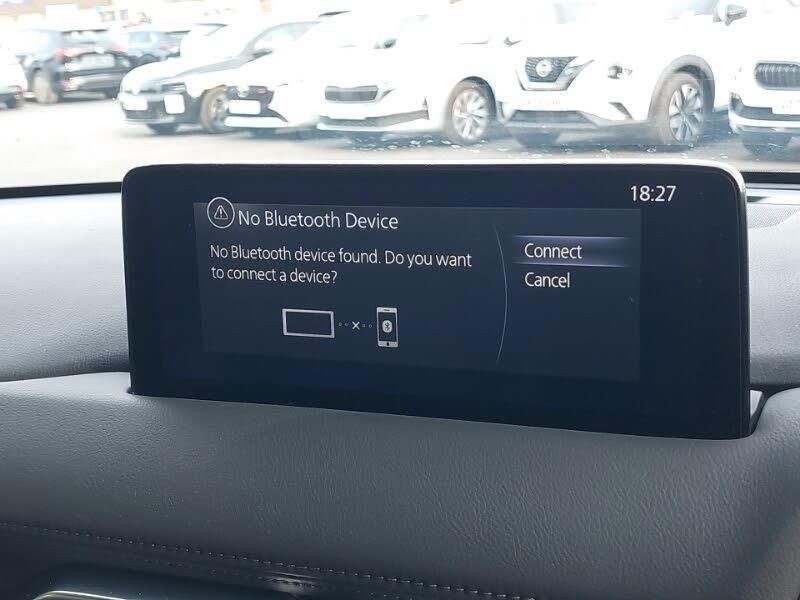 18:27
No Bluetooth Device
No Bluetooth device found. Do you want
to connect a device?
Connect
Cancel